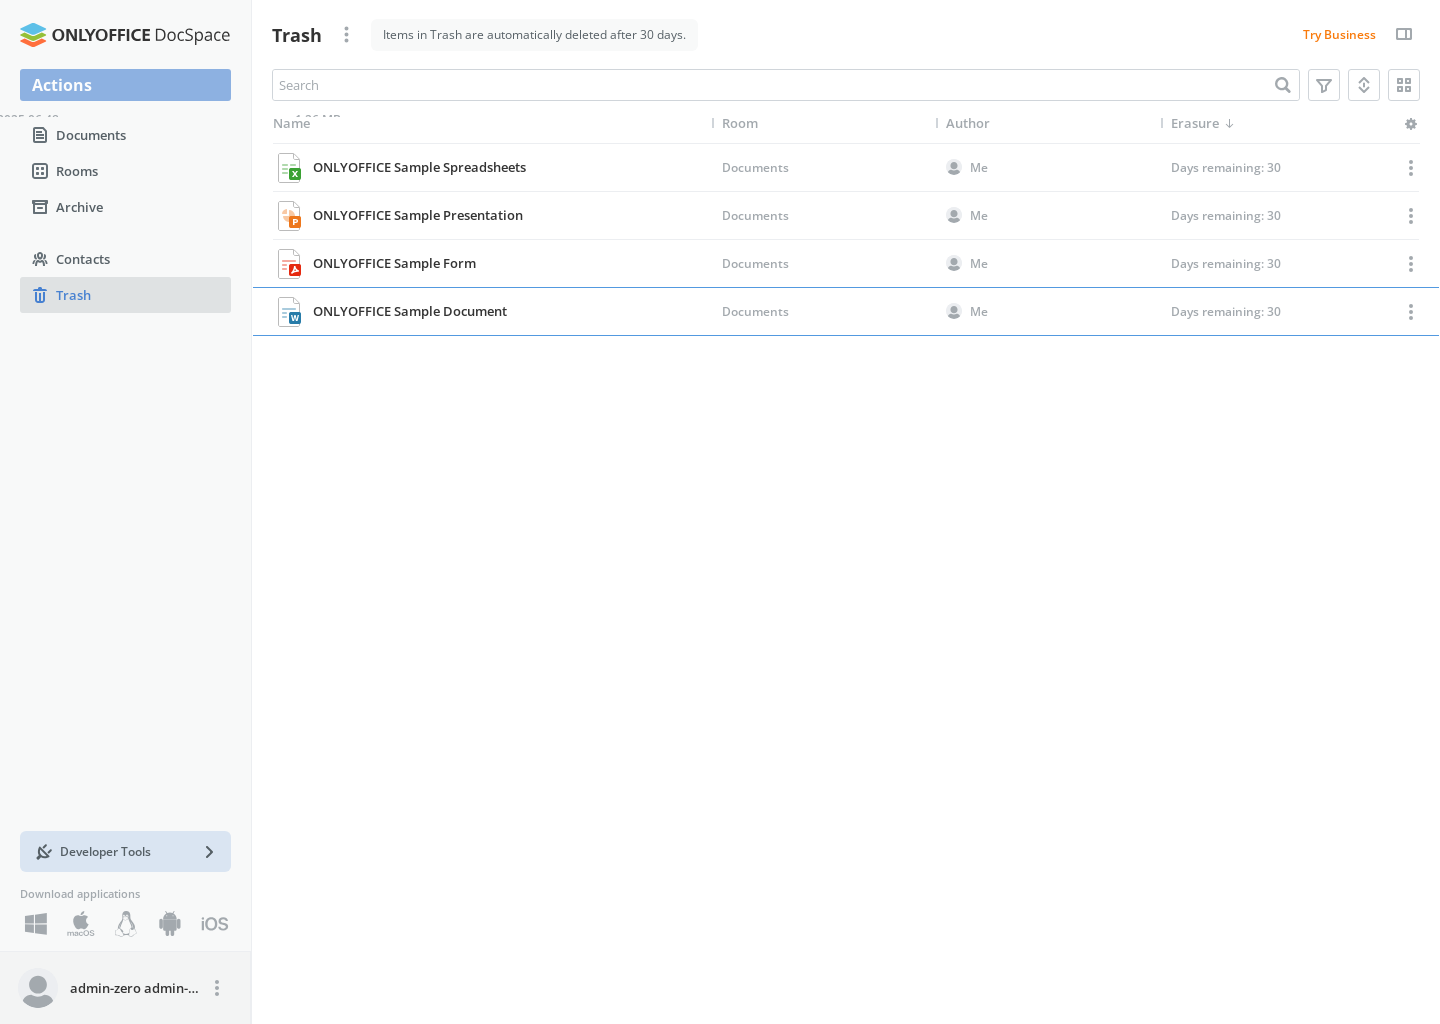 ONLYOFFICE DocSpace
Actions
Documents
Rooms
Archive
Contacts
Trash
Developer Tools
Download applications
macOS
iOS
admin-zero admin-...
Trash
Items in Trash are automatically deleted after 30 days.
Try Business
Search
Name Room Author Erasure
ONLYOFFICE Sample Spreadsheets Documents Me Days remaining: 30
ONLYOFFICE Sample Presentation Documents Me Days remaining: 30
ONLYOFFICE Sample Form Documents Me Days remaining: 30
ONLYOFFICE Sample Document Documents Me Days remaining: 30